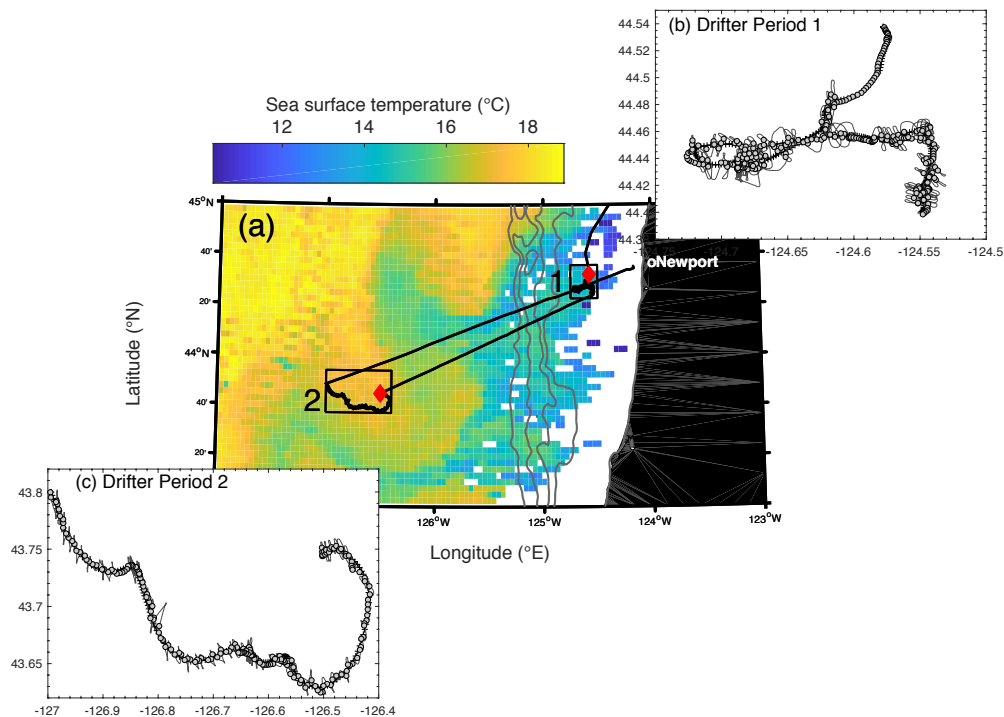 (b) Drifter Period 1
44.54
44.52
44.5
44.48
44.46
44.44
44.42
-124.65
-124.6
-124.55
-124.5
Sea surface temperature (°C)
12 14 16 18
45°N
40'
20'
44°N
40'
20'
(a)
1
2
oNewport
Latitude (°N)
126°W 125°W 124°W 123°W
Longitude (°E)
(c) Drifter Period 2
43.8
43.75
43.7
43.65
-127 -126.9 -126.8 -126.7 -126.6 -126.5 -126.4